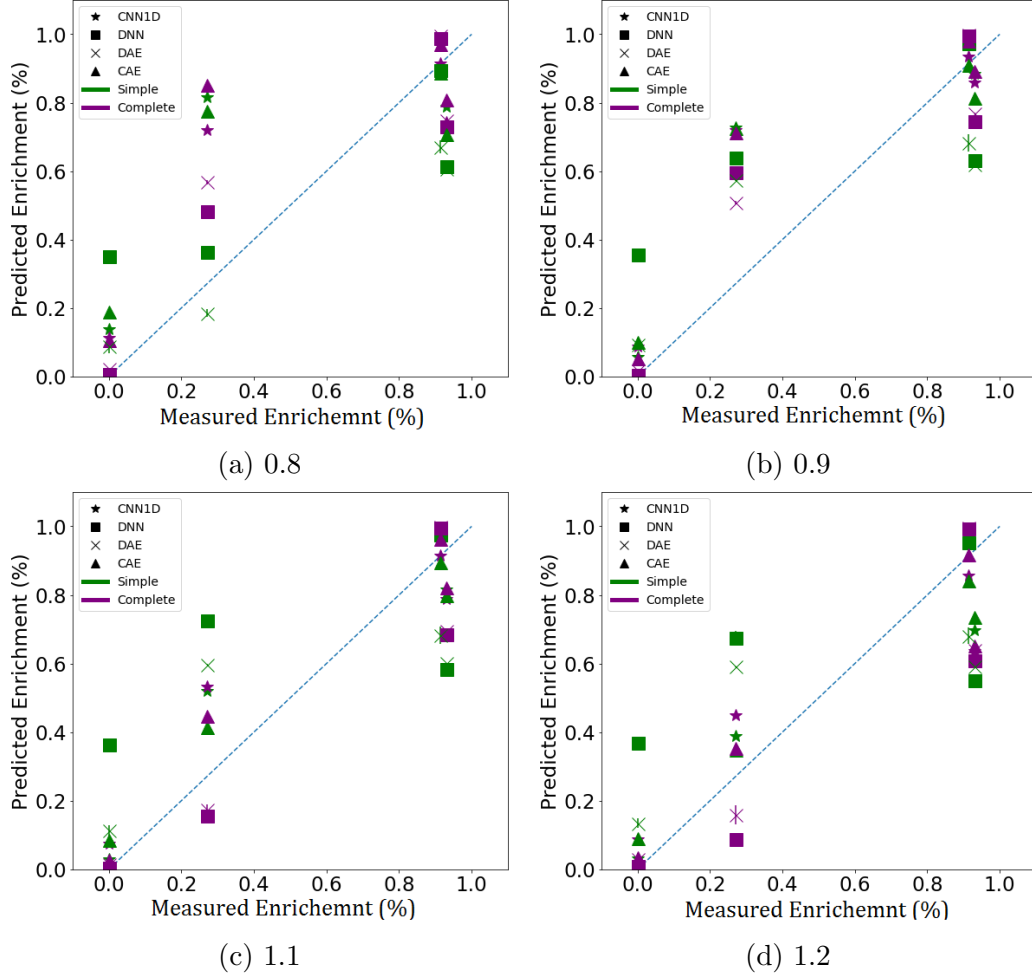 CNN1D
DNN
DAE
CAE
Simple
Complete
1.0
0.8
0.6
0.4
0.2
0.0
Predicted Enrichment (%)
0.0 0.2 0.4 0.6 0.8 1.0
Measured Enrichemnt (%)
(a) 0.8
CNN1D
DNN
DAE
CAE
Simple
Complete
1.0
0.8
0.6
0.4
0.2
0.0
Predicted Enrichment (%)
0.0 0.2 0.4 0.6 0.8 1.0
Measured Enrichemnt (%)
(b) 0.9
CNN1D
DNN
DAE
CAE
Simple
Complete
1.0
0.8
0.6
0.4
0.2
0.0
Predicted Enrichment (%)
0.0 0.2 0.4 0.6 0.8 1.0
Measured Enrichemnt (%)
(c) 1.1
CNN1D
DNN
DAE
CAE
Simple
Complete
1.0
0.8
0.6
0.4
0.2
0.0
Predicted Enrichment (%)
0.0 0.2 0.4 0.6 0.8 1.0
Measured Enrichemnt (%)
(d) 1.2